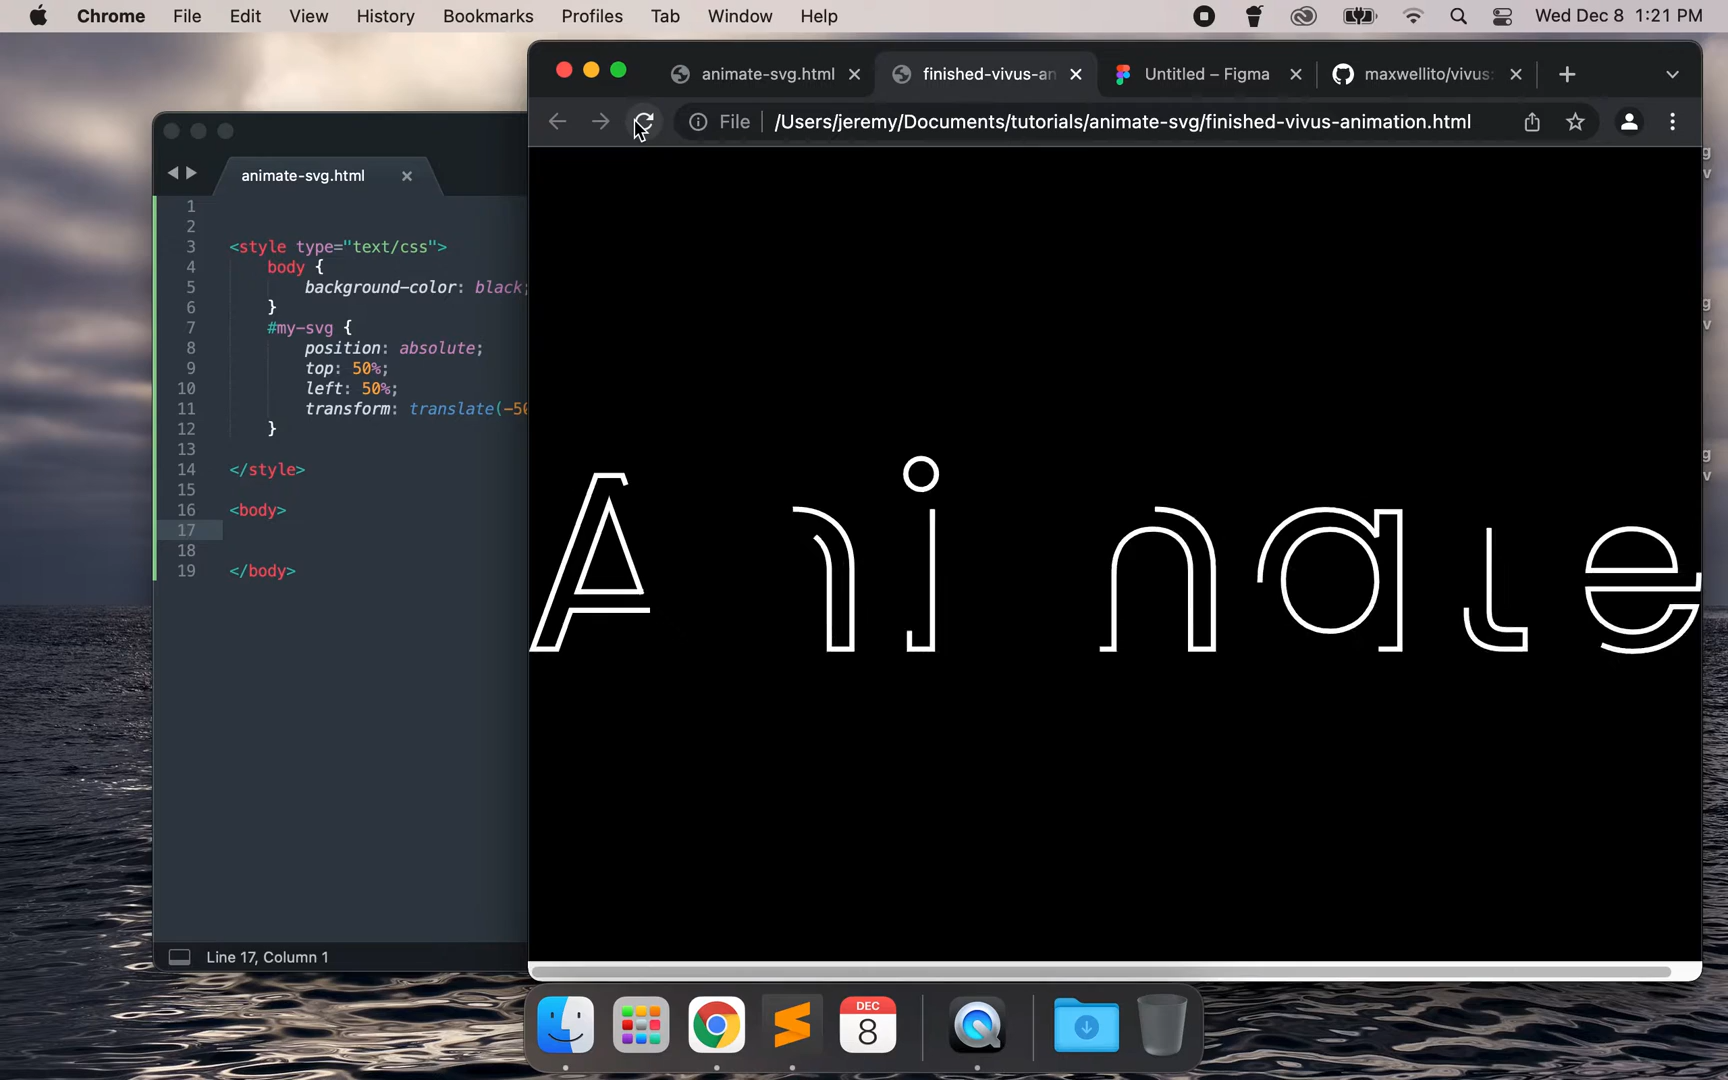 Chrome File Edit View History Bookmarks Profiles Tab Window Help Wed Dec 8 1:21 PM
animate-svg.html finished-vivus-an Untitled – Figma maxwellito/vivus:
File /Users/jeremy/Documents/tutorials/animate-svg/finished-vivus-animation.html
animate-svg.html
1
2
3 <style type="text/css">
4 body {
5 background-color: black;
6 }
7 #my-svg {
8 position: absolute;
9 top: 50%;
10 left: 50%;
11 transform: translate(-50
12 }
13
14 </style>
15
16 <body>
17
18
19 </body>
Line 17, Column 1
g
v
g
v
g
v
DEC
8